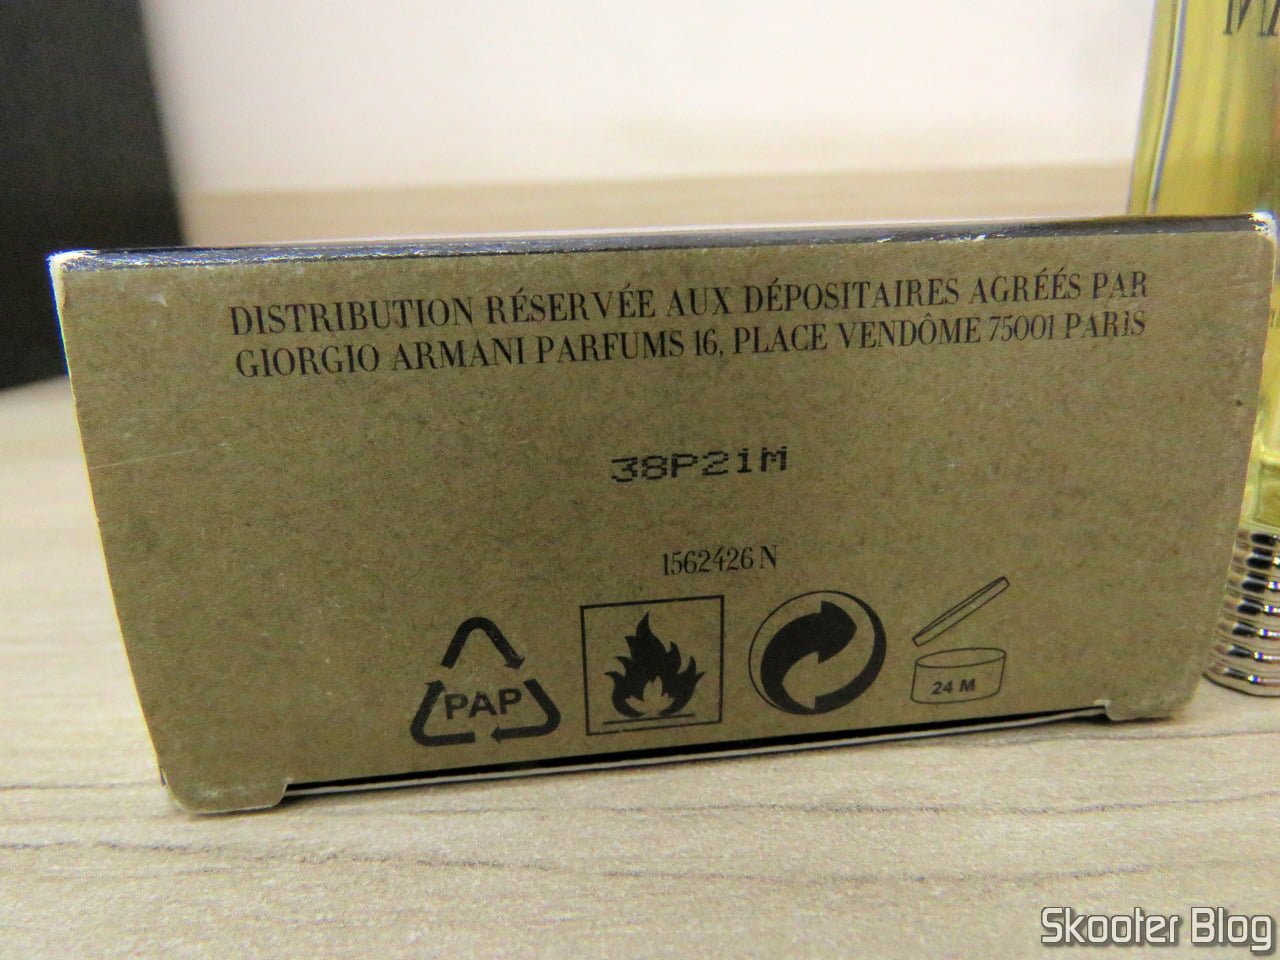 DISTRIBUTION RÉSERVÉE AUX DÉPOSITAIRES AGRÉÉS PAR
GIORGIO ARMANI PARFUMS 16, PLACE VENDÔME 75001 PARIS
38P21M
1562426 N
PAP
24 M
Skooter Blog